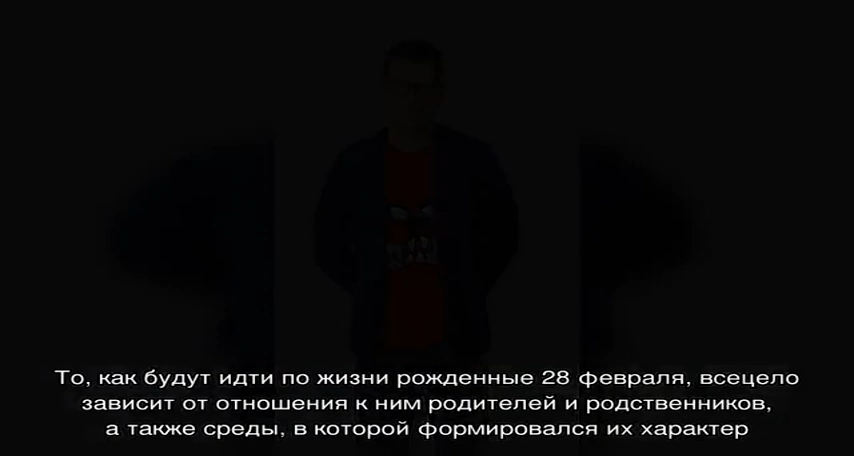 То, как будут идти по жизни рожденные 28 февраля, всецело
зависит от отношения к ним родителей и родственников,
а также среды, в которой формировался их характер